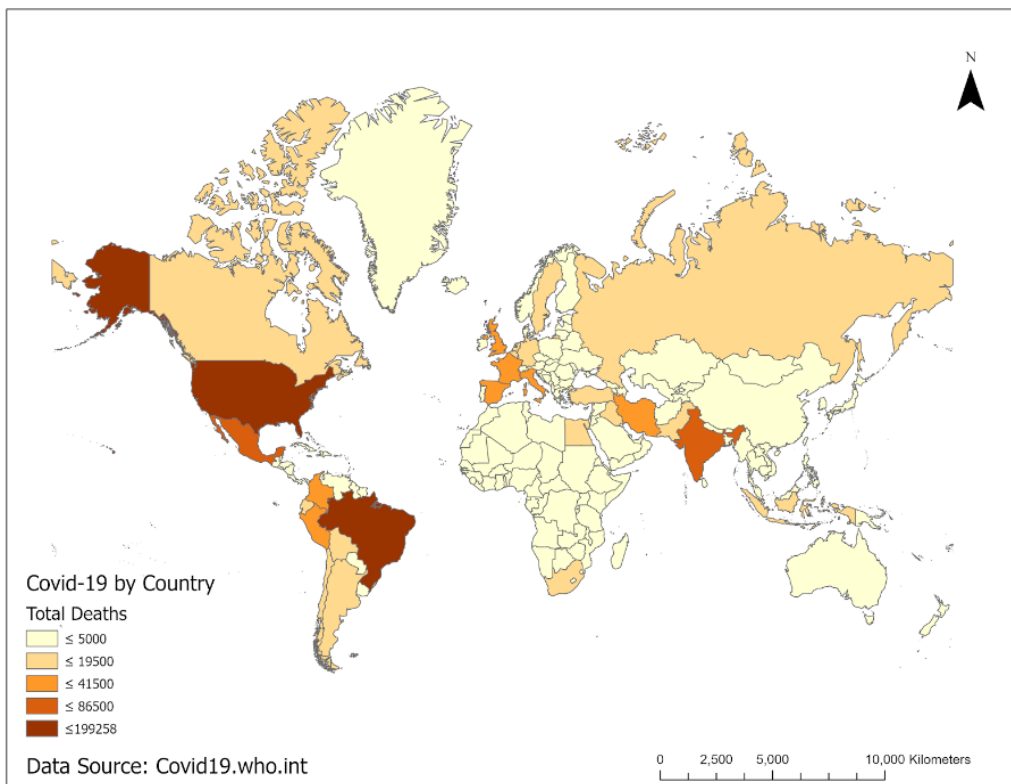 N
Covid-19 by Country
Total Deaths
≤ 5000
≤ 19500
≤ 41500
≤ 86500
≤199258
Data Source: Covid19.who.int
0 2,500 5,000 10,000 Kilometers